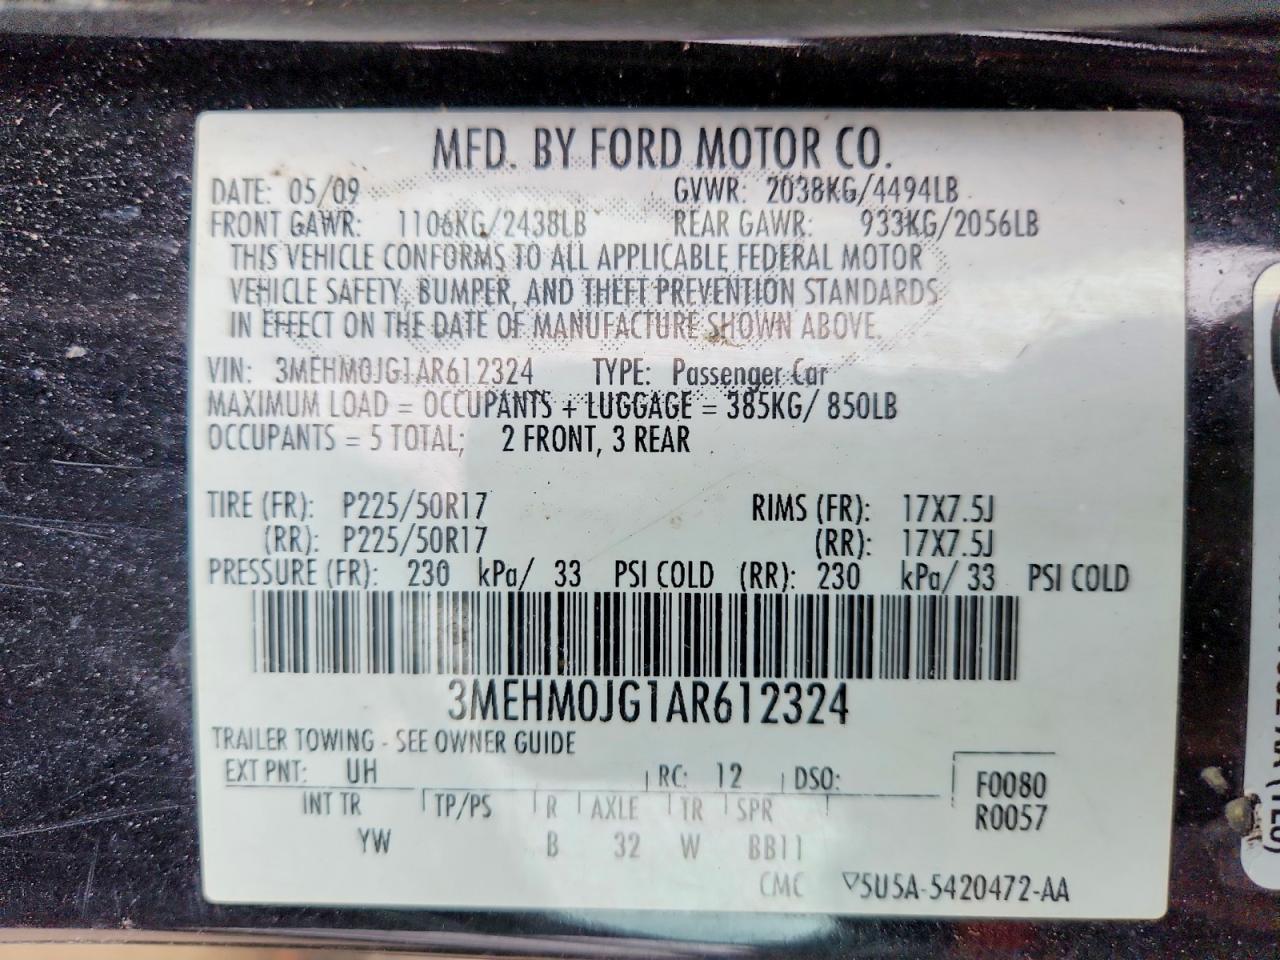 MFD. BY FORD MOTOR CO.
DATE: 05/09 GVWR: 2038KG/4494LB
FRONT GAWR: 1106KG/2438LB REAR GAWR: 933KG/2056LB
THIS VEHICLE CONFORMS TO ALL APPLICABLE FEDERAL MOTOR
VEHICLE SAFETY, BUMPER, AND THEFT PREVENTION STANDARDS
IN EFFECT ON THE DATE OF MANUFACTURE SHOWN ABOVE.
VIN: 3MEHM0JG1AR612324 TYPE: Passenger Car
MAXIMUM LOAD = OCCUPANTS + LUGGAGE = 385KG/ 850LB
OCCUPANTS = 5 TOTAL; 2 FRONT, 3 REAR
TIRE (FR): P225/50R17 RIMS (FR): 17X7.5J
(RR): P225/50R17 (RR): 17X7.5J
PRESSURE (FR): 230 kPa/ 33 PSI COLD (RR): 230 kPa/ 33 PSI COLD
3MEHM0JG1AR612324
TRAILER TOWING - SEE OWNER GUIDE
EXT PNT: UH RC: 12 DSO: F0080
INT TR TP/PS R AXLE TR SPR R0057
YW B 32 W BB11
CMC ▽5U5A-5420472-AA